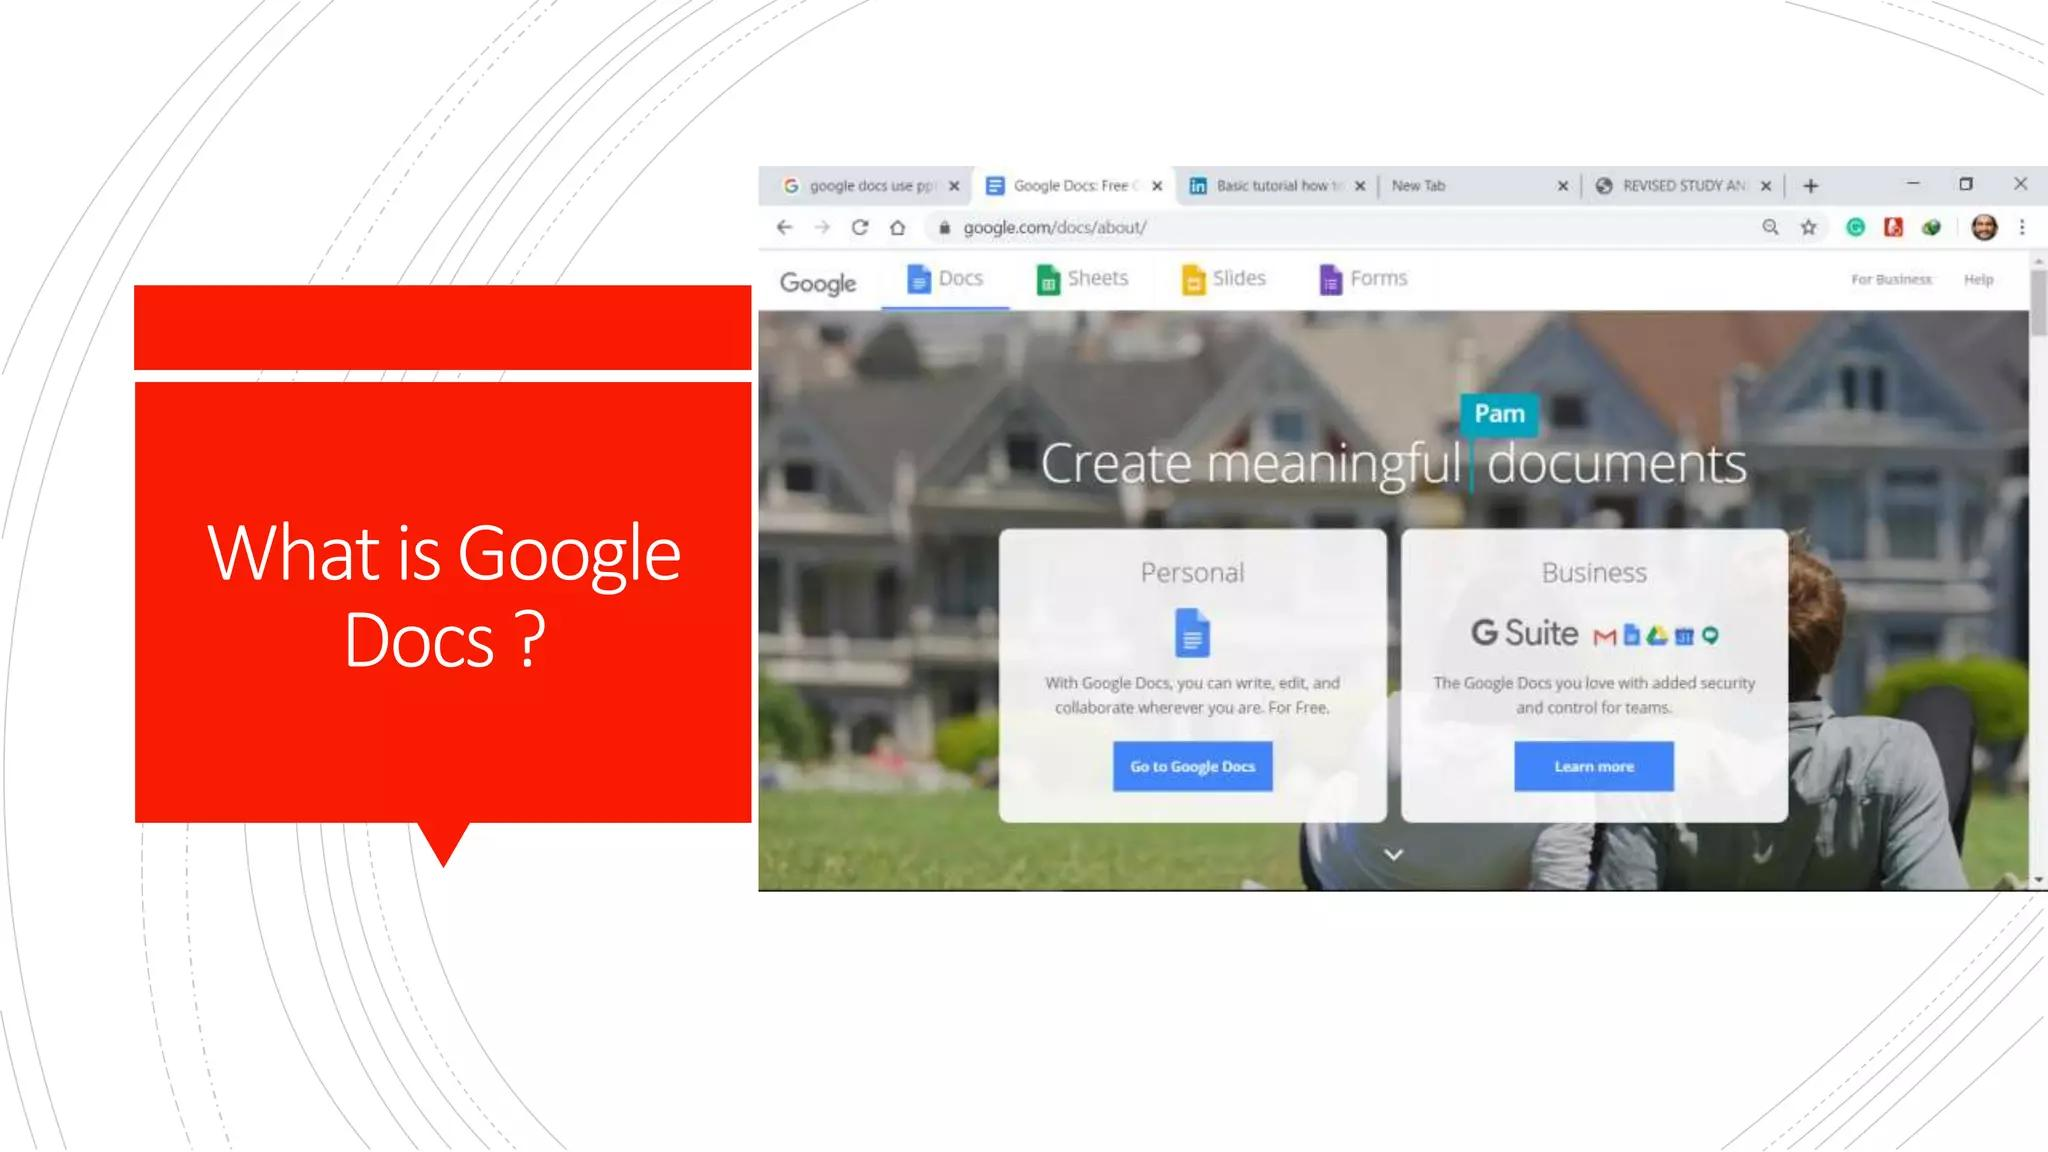 What is Google
Docs ?
google docs use pp
Google Docs: Free
Basic tutorial how to
New Tab
REVISED STUDY AN
google.com/docs/about/
Google
Docs
Sheets
Slides
Forms
For Business
Help
Pam
Create meaningful documents
Personal
With Google Docs, you can write, edit, and
collaborate wherever you are. For Free.
Go to Google Docs
Business
G Suite
The Google Docs you love with added security
and control for teams.
Learn more